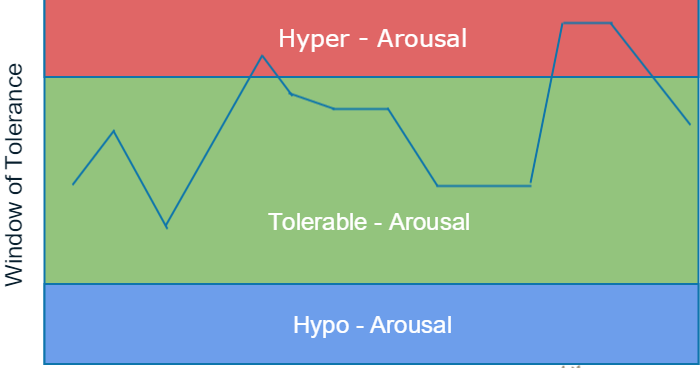 Hyper - Arousal
Window of Tolerance
Tolerable - Arousal
Hypo - Arousal